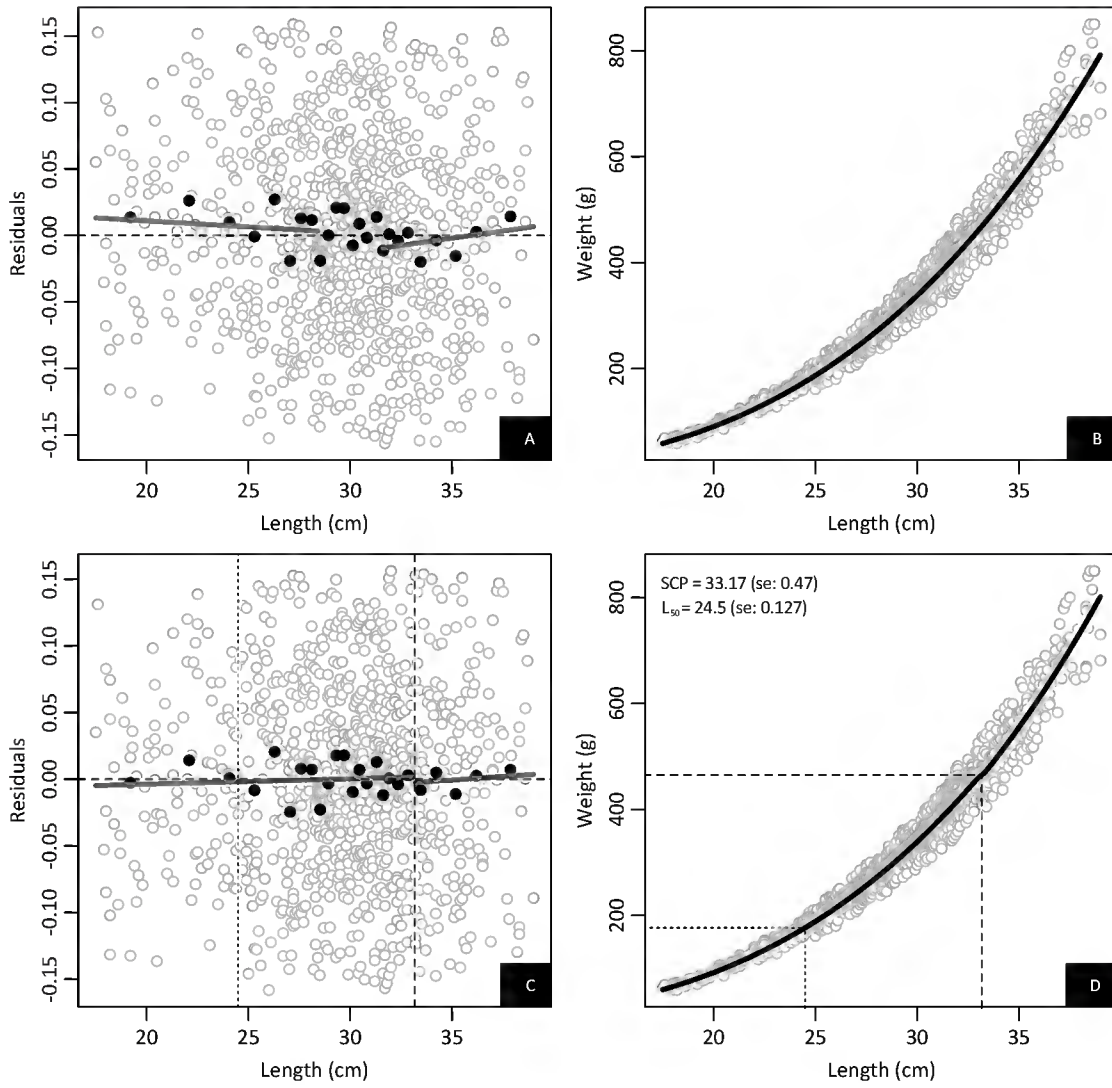 0.15
0.10
0.05
0.00
-0.05
-0.10
-0.15
Residuals
20 25 30 35
Length (cm)
A
800
600
400
200
Weight (g)
20 25 30 35
Length (cm)
B
0.15
0.10
0.05
0.00
-0.05
-0.10
-0.15
Residuals
20 25 30 35
Length (cm)
C
SCP = 33.17 (se: 0.47)
L₅₀ = 24.5 (se: 0.127)
800
600
400
200
Weight (g)
20 25 30 35
Length (cm)
D